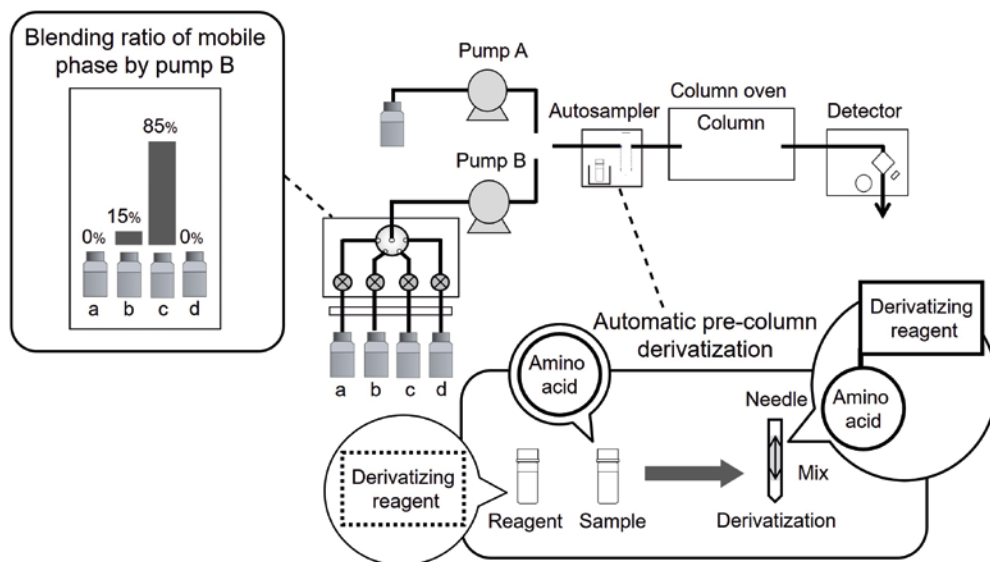 Blending ratio of mobile
phase by pump B
85%
15%
0%
0%
a
b
c
d
Pump A
Pump B
Autosampler
Column oven
Column
Detector
a
b
c
d
Automatic pre-column
derivatization
Derivatizing
reagent
Amino
acid
Needle
Amino
acid
Derivatizing
reagent
Mix
Reagent
Sample
Derivatization